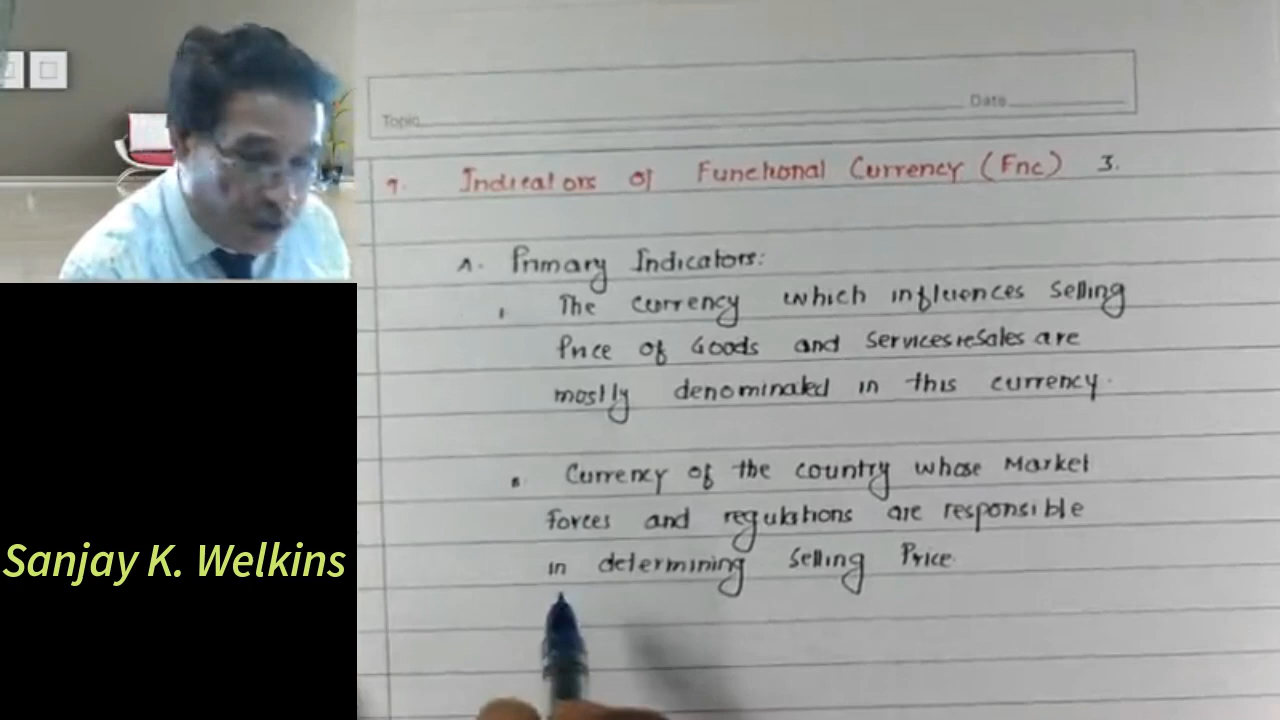 Topic
Date
9. Indicators of Functional Currency (Fnc) 3.
A. Primary Indicators:
1. The currency which influences selling
Price of Goods and services ie Sales are
mostly denominated in this currency.
Currency of the country whose Market
Forces and regulations are responsible
in determining selling Price.
Sanjay K. Welkins